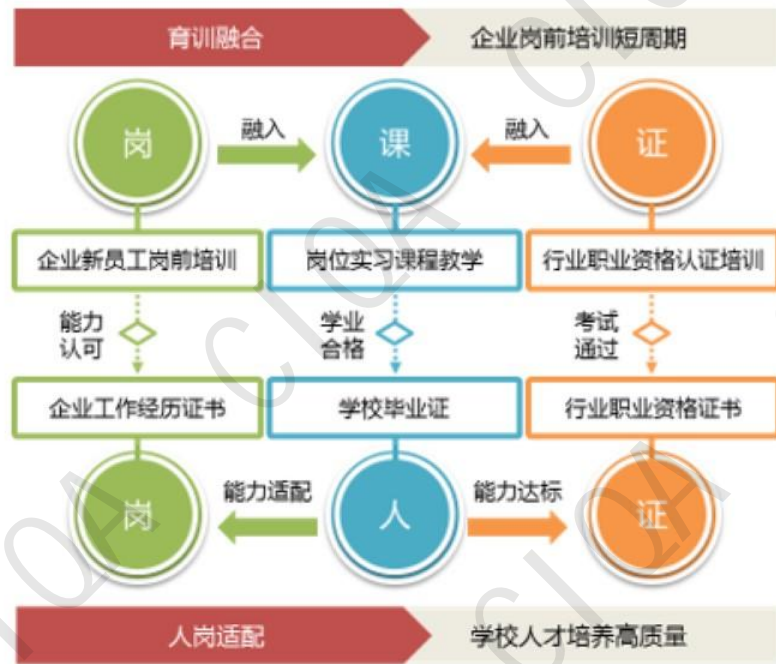 育训融合 企业岗前培训短周期
岗 融入 课 融入 证
企业新员工岗前培训 岗位实习课程教学 行业职业资格认证培训
能力 学业 考试
认可 合格 通过
企业工作经历证书 学校毕业证 行业职业资格证书
岗 能力适配 人 能力达标 证
人岗适配 学校人才培养高质量
CIQA
CIQA
CIQA
CIQA